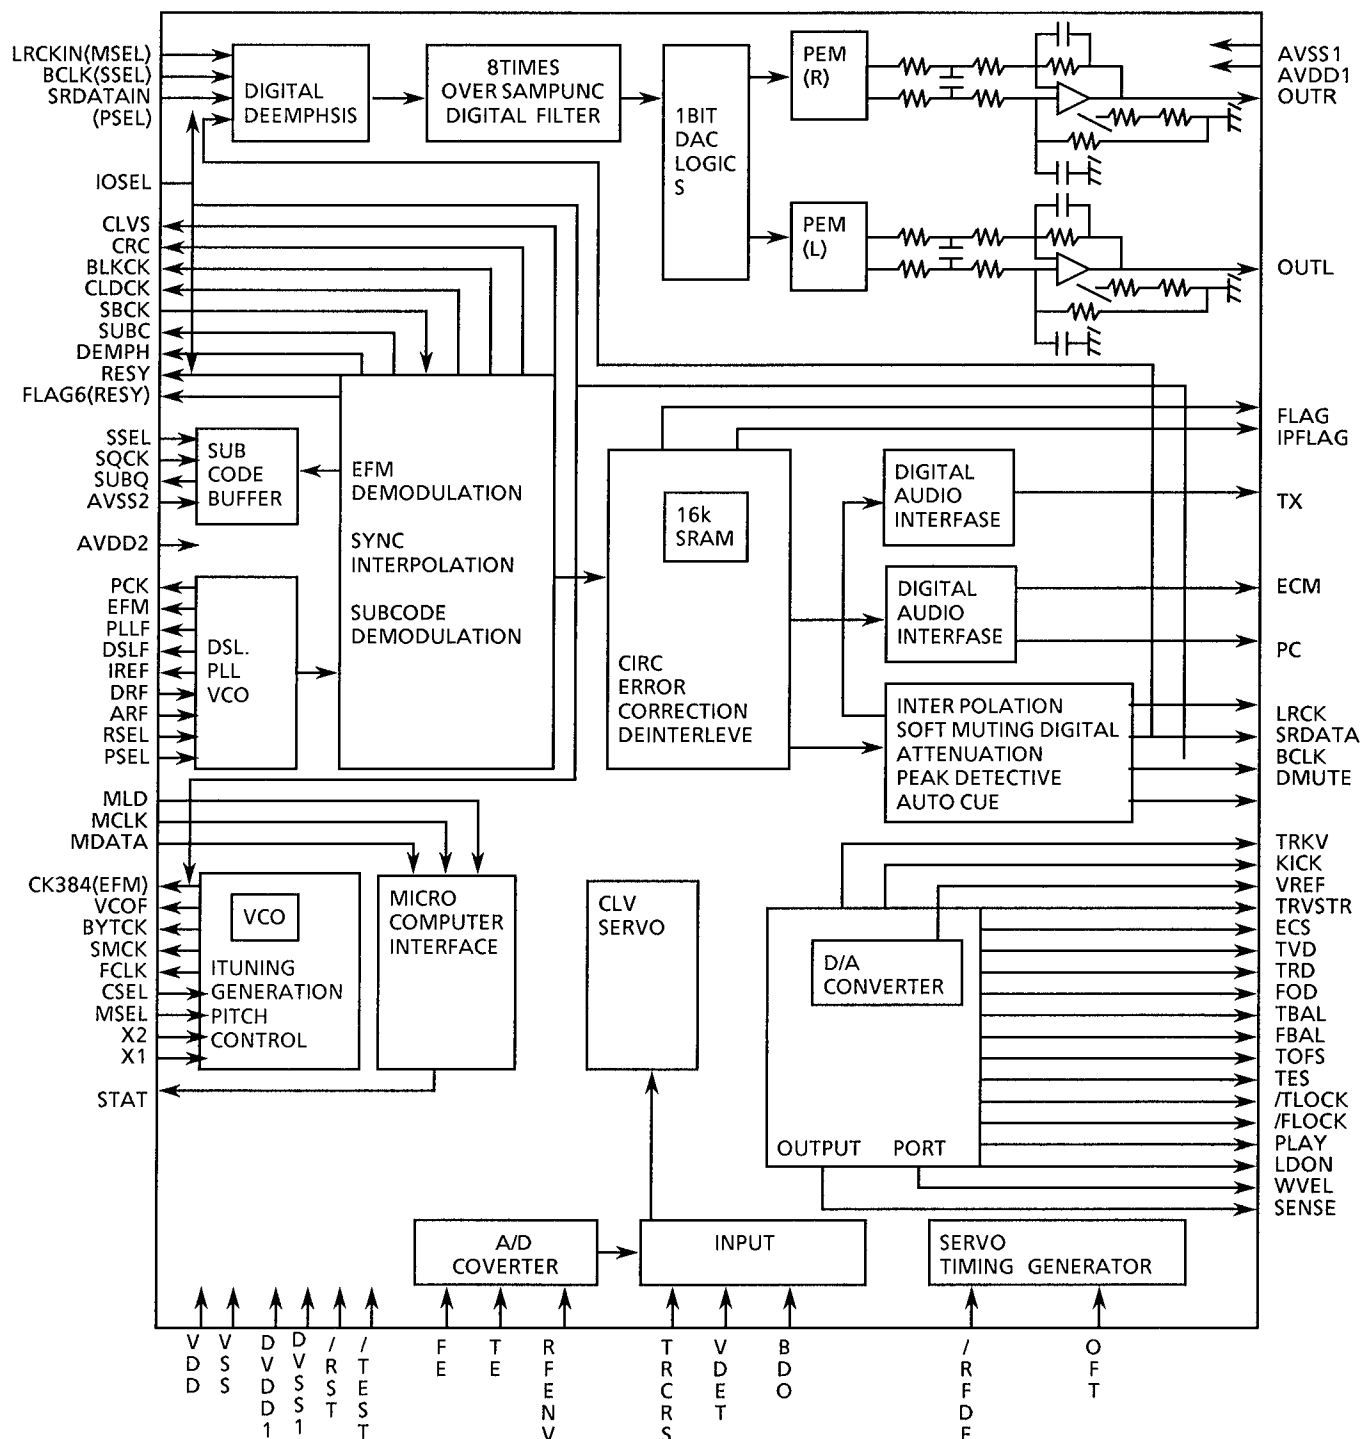 LRCKIN(MSEL)
BCLK(SSEL)
SRDATAIN
(PSEL)
IOSEL
CLVS
CRC
BLKCK
CLDCK
SBCK
SUBC
DEMPH
RESY
FLAG6(RESY)
SSEL
SQCK
SUBQ
AVSS2
AVDD2
PCK
EFM
PLLF
DSLF
IREF
DRF
ARF
RSEL
PSEL
MLD
MCLK
MDATA
CK384(EFM)
VCOF
BYTCK
SMCK
FCLK
CSEL
MSEL
X2
X1
STAT
DIGITAL
DEEMPHSIS
8TIMES
OVER SAMPUNC
DIGITAL FILTER
1BIT
DAC
LOGIC
S
PEM
(R)
PEM
(L)
AVSS1
AVDD1
OUTR
OUTL
SUB
CODE
BUFFER
EFM
DEMODULATION
SYNC
INTERPOLATION
SUBCODE
DEMODULATION
DSL.
PLL
VCO
16k
SRAM
CIRC
ERROR
CORRECTION
DEINTERLEVE
DIGITAL
AUDIO
INTERFASE
DIGITAL
AUDIO
INTERFASE
INTER POLATION
SOFT MUTING DIGITAL
ATTENUATION
PEAK DETECTIVE
AUTO CUE
FLAG
IPFLAG
TX
ECM
PC
LRCK
SRDATA
BCLK
DMUTE
VCO
ITUNING
GENERATION
PITCH
CONTROL
MICRO
COMPUTER
INTERFACE
CLV
SERVO
D/A
CONVERTER
OUTPUT PORT
TRKV
KICK
VREF
TRVSTR
ECS
TVD
TRD
FOD
TBAL
FBAL
TOFS
TES
/TLOCK
/FLOCK
PLAY
LDON
WVEL
SENSE
A/D
COVERTER
INPUT
SERVO
TIMING GENERATOR
VDD
VSS
DVDD1
DVSS1
/RST
/TEST
FE
TE
RFENV
TRCRS
VDET
BDO
/RFDE
OFT